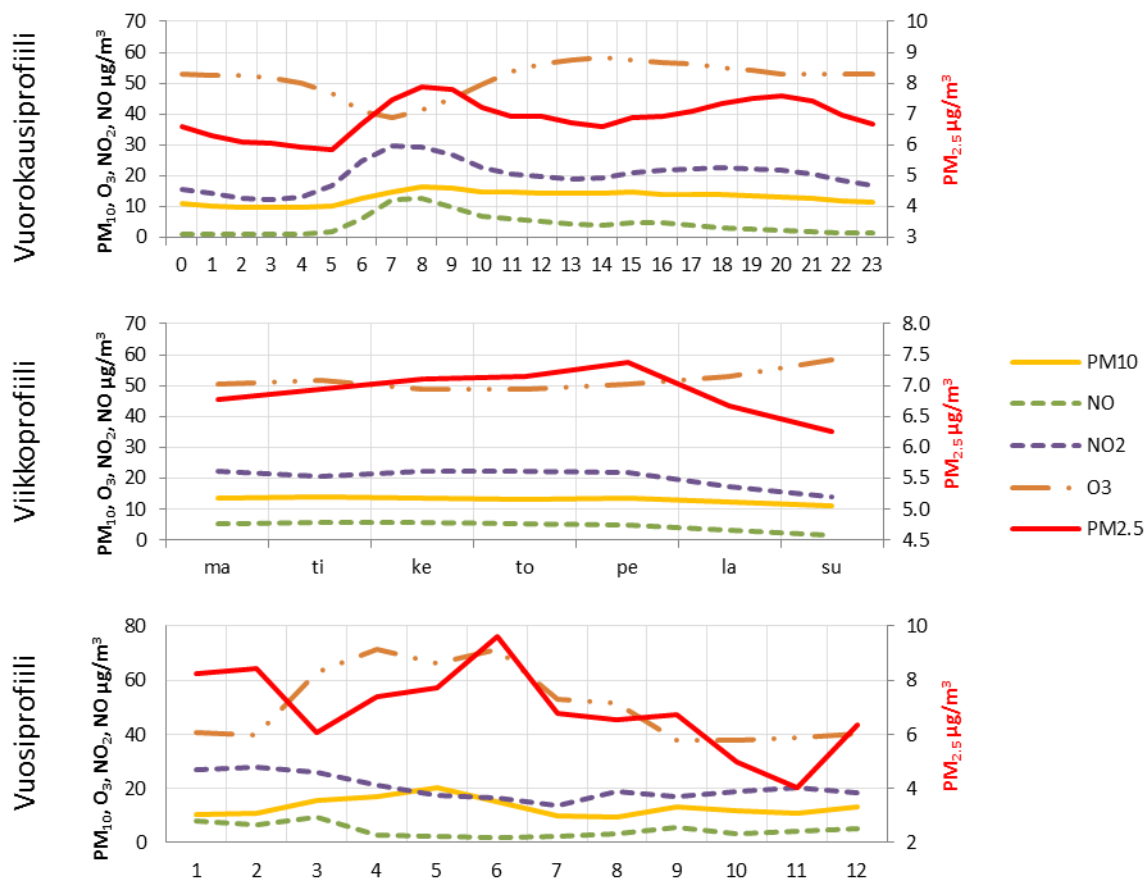 Vuorokausiprofiili
PM10, O3, NO2, NO µg/m³
70
60
50
40
30
20
10
0
10
9
8
7
6
5
4
3
PM2.5 µg/m³
0 1 2 3 4 5 6 7 8 9 10 11 12 13 14 15 16 17 18 19 20 21 22 23
Viikkoprofiili
PM10, O3, NO2, NO µg/m³
70
60
50
40
30
20
10
0
8.0
7.5
7.0
6.5
6.0
5.5
5.0
4.5
PM2.5 µg/m³
ma ti ke to pe la su
PM10
NO
NO2
O3
PM2.5
Vuosiprofiili
PM10, O3, NO2, NO µg/m³
80
60
40
20
0
10
8
6
4
2
PM2.5 µg/m³
1 2 3 4 5 6 7 8 9 10 11 12